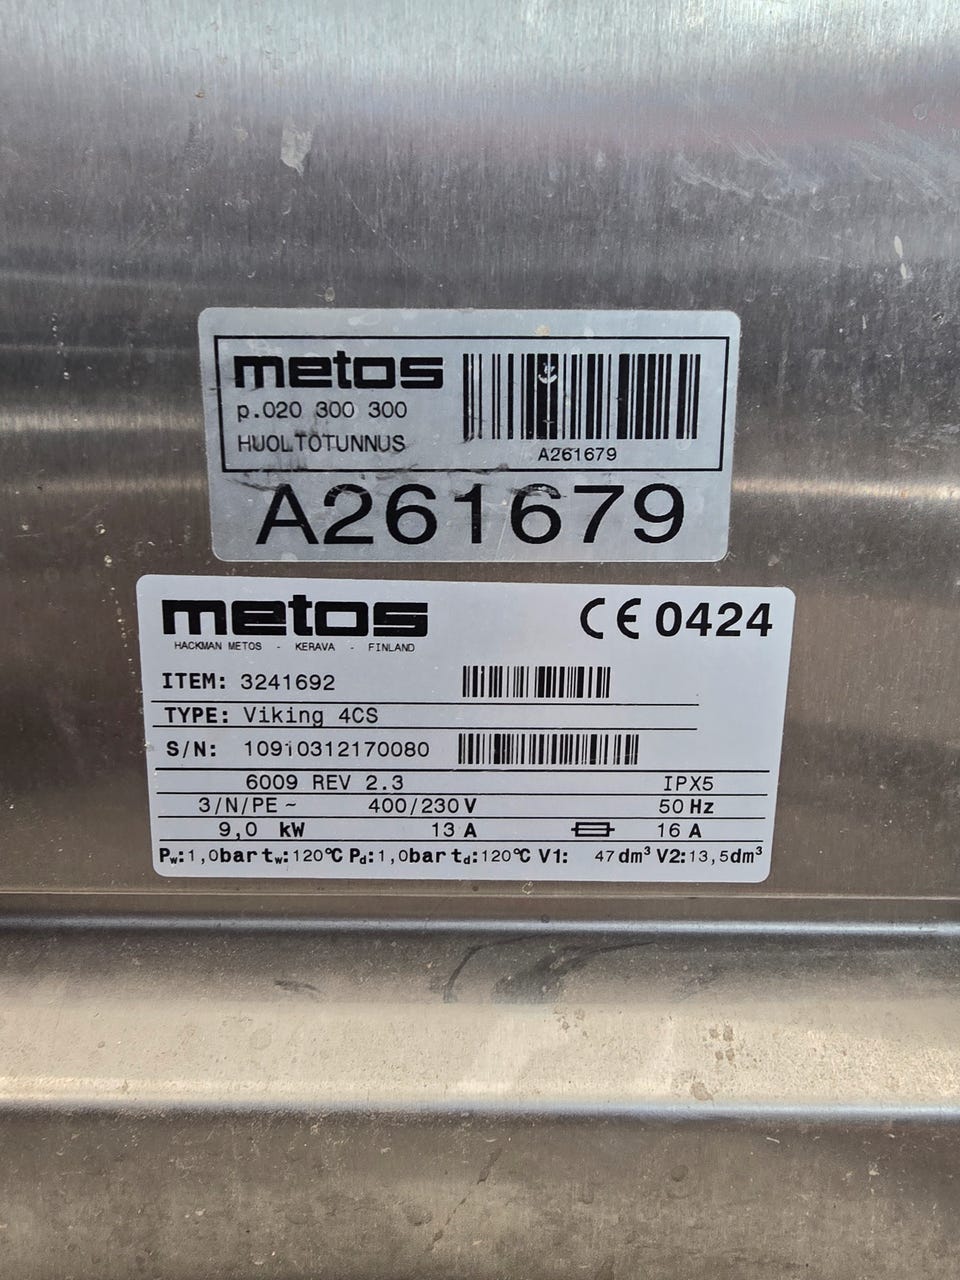 metos
p.020 300 300
HUOLTOTUNNUS
A261679
A261679
metos
CE 0424
HACKMAN METOS - KERAVA - FINLAND
ITEM: 3241692
TYPE: Viking 4CS
S/N: 10910312170080
6009 REV 2.3 IPX5
3/N/PE ~ 400/230 V 50 Hz
9,0 kW 13 A 16 A
Pw:1,0bar tw:120°C Pd:1,0bar td:120°C V1: 47 dm³ V2:13,5dm³